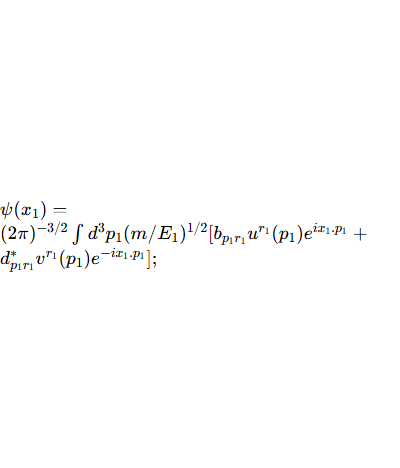 ψ(x₁) =
(2π)^{−3/2} ∫ d³p₁(m/E₁)^{1/2}[b_{p₁r₁}u^{r₁}(p₁)e^{ix₁.p₁} +
d*_{p₁r₁}v^{r₁}(p₁)e^{−ix₁.p₁}];